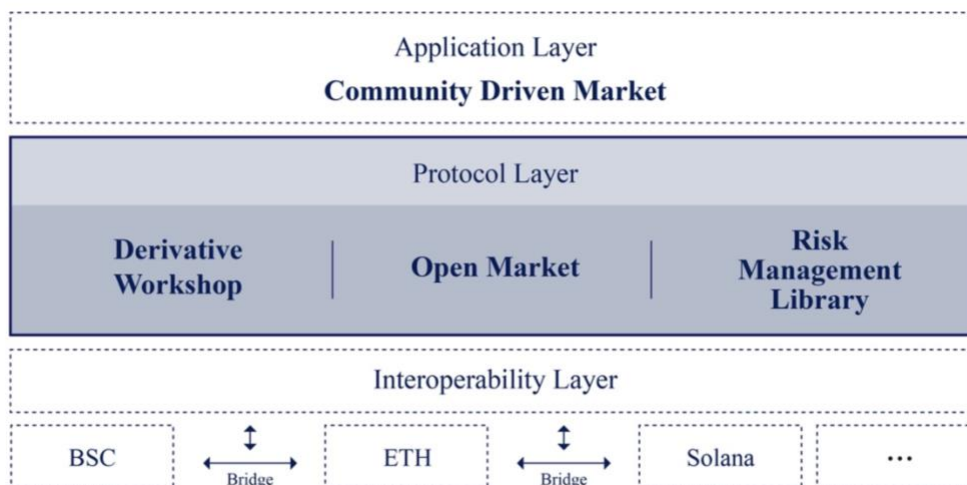 Application Layer
Community Driven Market
Protocol Layer
Derivative
Workshop
Open Market
Risk
Management
Library
Interoperability Layer
BSC
Bridge
ETH
Bridge
Solana
...